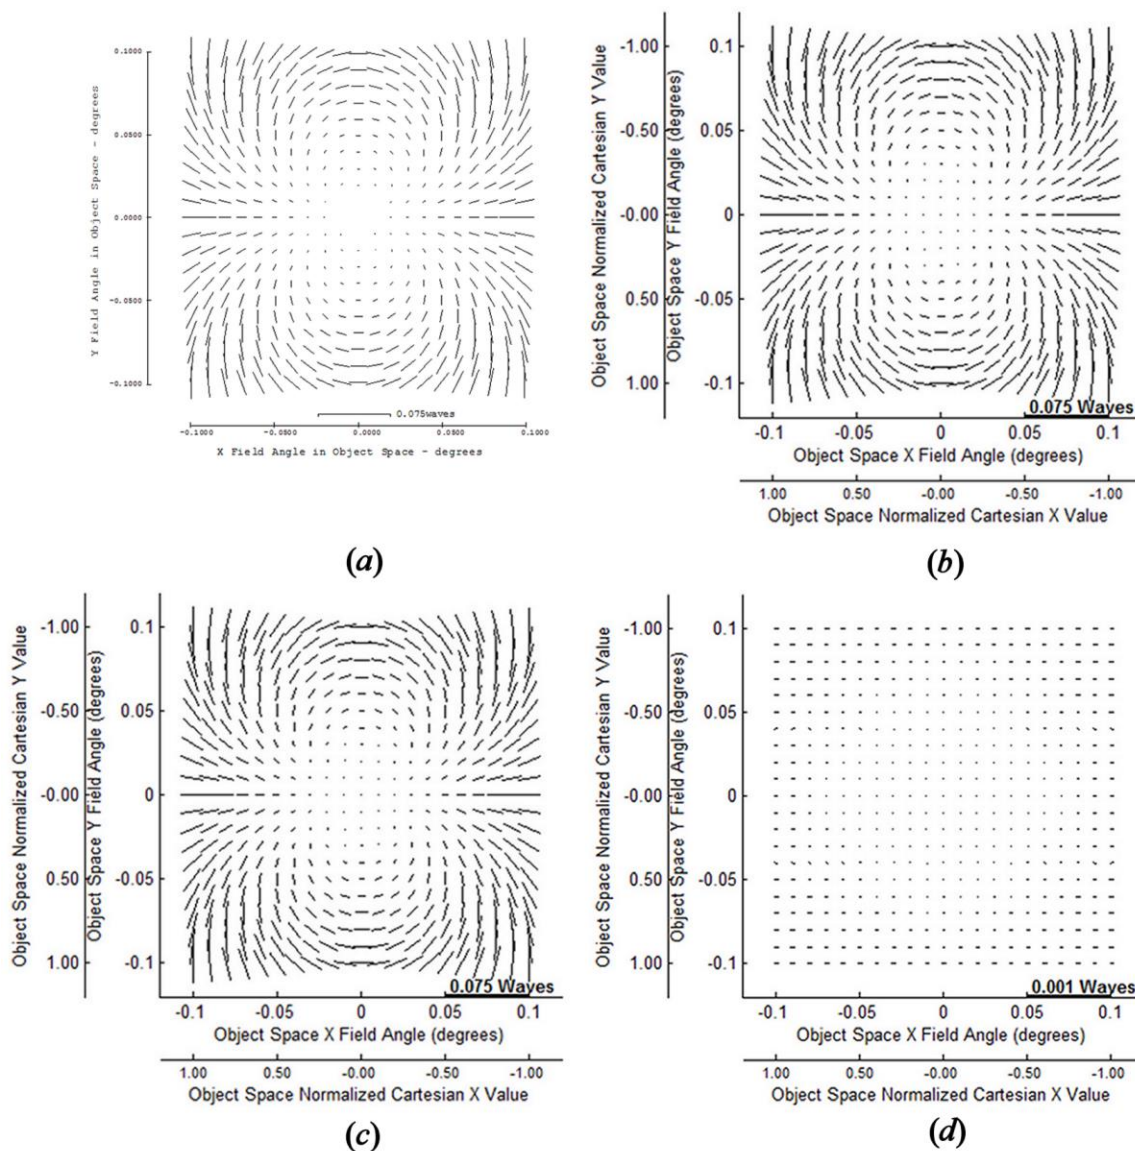 0.1000
0.0500
0.0000
-0.0500
-0.1000
Y Field Angle in Object Space - degrees
0.075waves
-0.1000 -0.0500 0.0000 0.0500 0.1000
X Field Angle in Object Space - degrees
(a)
Object Space Normalized Cartesian Y Value
-1.00
-0.50
-0.00
0.50
1.00
Object Space Y Field Angle (degrees)
0.1
0.05
0
-0.05
-0.1
0.075 Waves
-0.1 -0.05 0 0.05 0.1
Object Space X Field Angle (degrees)
1.00 0.50 -0.00 -0.50 -1.00
Object Space Normalized Cartesian X Value
(b)
Object Space Normalized Cartesian Y Value
-1.00
-0.50
-0.00
0.50
1.00
Object Space Y Field Angle (degrees)
0.1
0.05
0
-0.05
-0.1
0.075 Waves
-0.1 -0.05 0 0.05 0.1
Object Space X Field Angle (degrees)
1.00 0.50 -0.00 -0.50 -1.00
Object Space Normalized Cartesian X Value
(c)
Object Space Normalized Cartesian Y Value
-1.00
-0.50
-0.00
0.50
1.00
Object Space Y Field Angle (degrees)
0.1
0.05
0
-0.05
-0.1
0.001 Waves
-0.1 -0.05 0 0.05 0.1
Object Space X Field Angle (degrees)
1.00 0.50 -0.00 -0.50 -1.00
Object Space Normalized Cartesian X Value
(d)